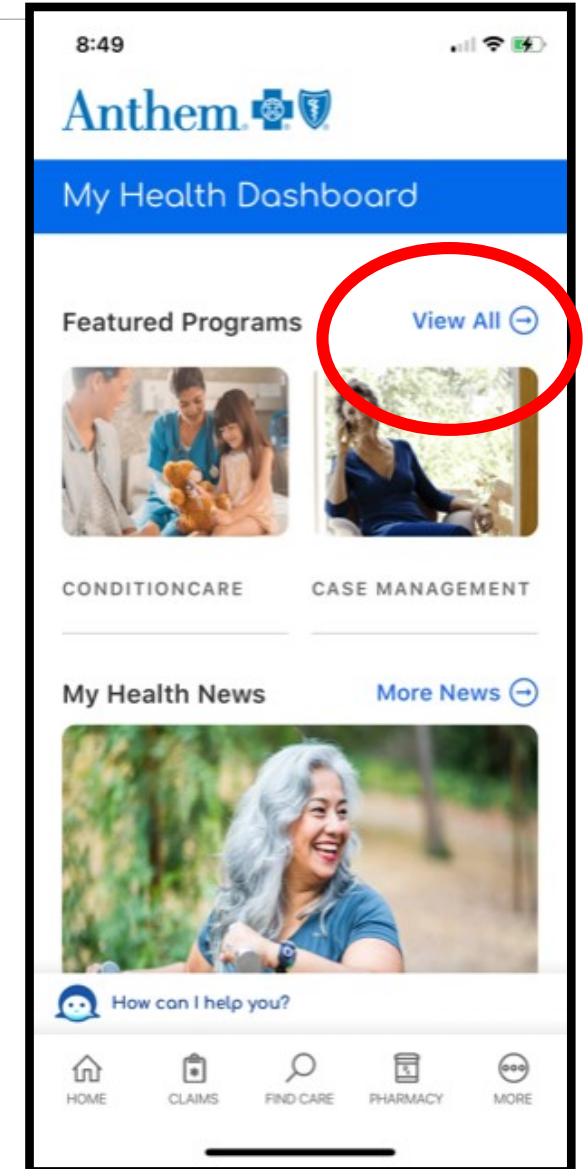 8:49
Anthem
My Health Dashboard
Featured Programs View All
CONDITIONCARE CASE MANAGEMENT
My Health News More News
How can I help you?
HOME CLAIMS FIND CARE PHARMACY MORE